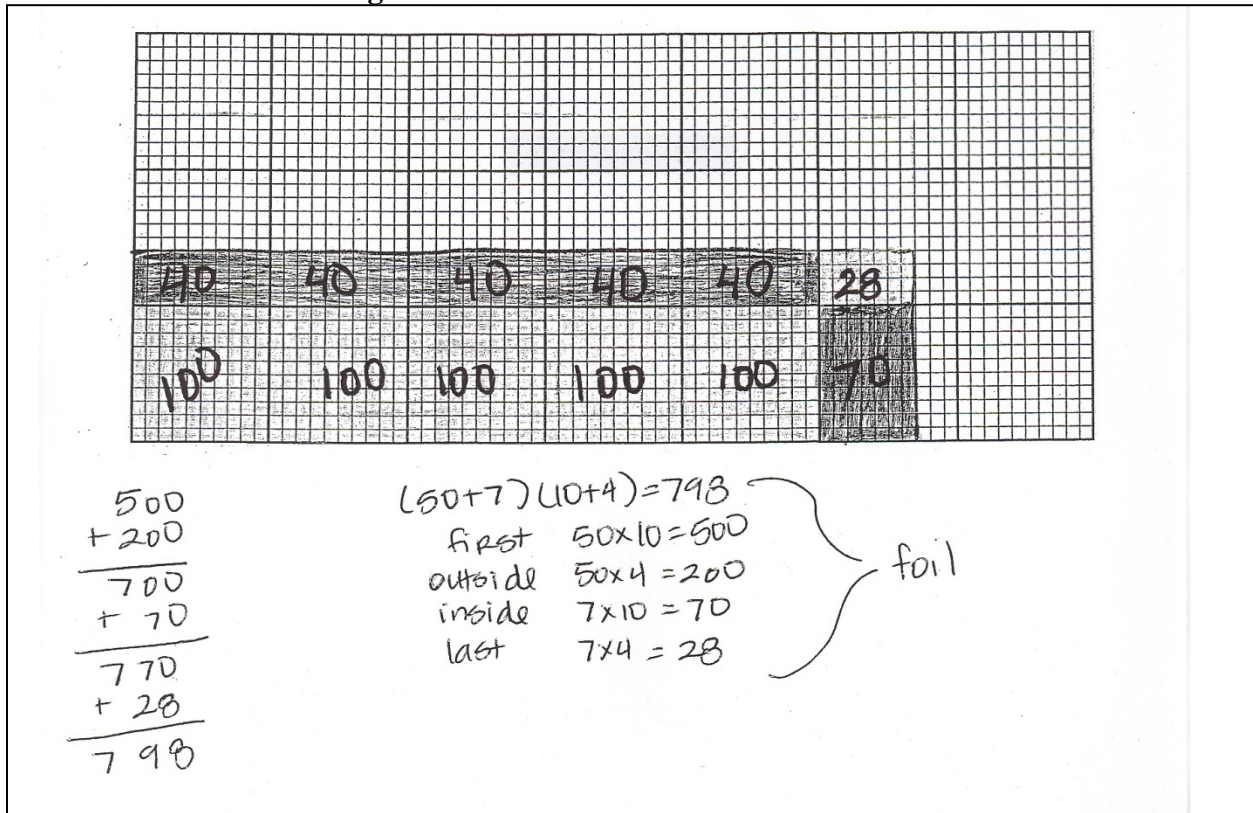 40 40 40 40 40 28
100 100 100 100 100 70
500
+ 200
700
+ 70
770
+ 28
798
(50+7)(10+4)=798
first 50x10=500
outside 50x4=200
inside 7x10=70
last 7x4=28
foil